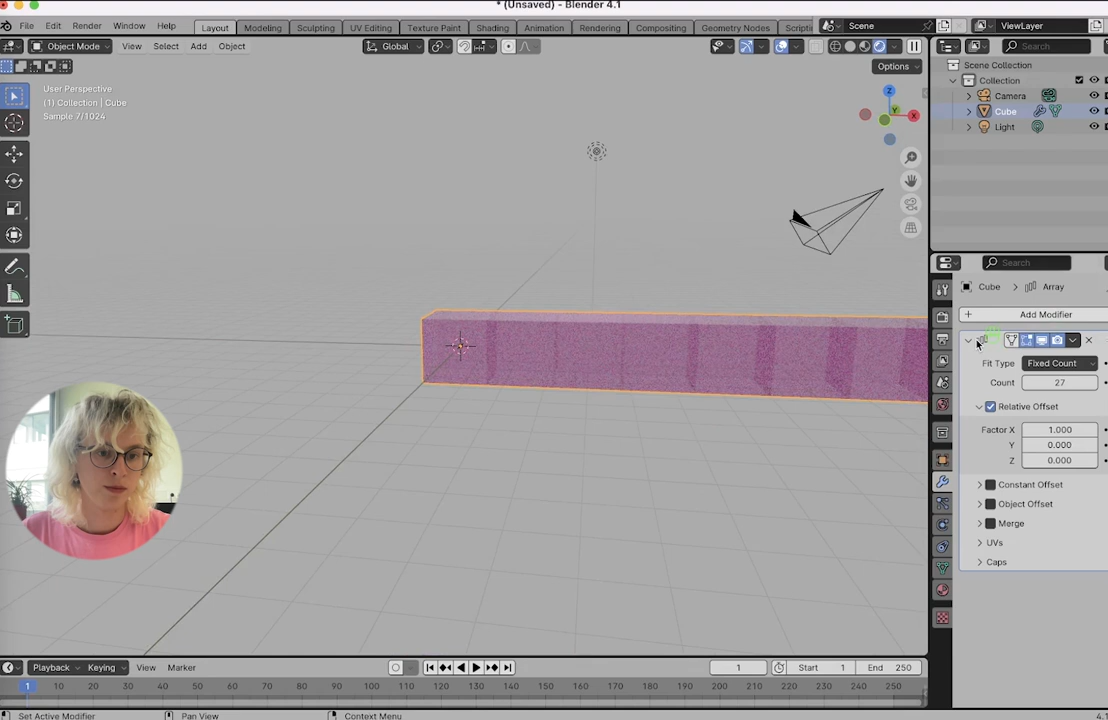 * (Unsaved) - Blender 4.1
File Edit Render Window Help Layout Modeling Sculpting UV Editing Texture Paint Shading Animation Rendering Compositing Geometry Nodes Scripti Scene ViewLayer
Object Mode View Select Add Object Global Search
Options
Scene Collection
Collection
Camera
Cube
Light
User Perspective
(1) Collection | Cube
Sample 7/1024
Z
Y
X
Search
Cube > Array
+ Add Modifier
Fit Type Fixed Count
Count 27
Relative Offset
Factor X 1.000
Y 0.000
Z 0.000
Constant Offset
Object Offset
Merge
UVs
Caps
Playback Keying View Marker 1 Start 1 End 250
1 10 20 30 40 50 60 70 80 90 100 110 120 130 140 150 160 170 180 190 200 210 220 230 240 250
Set Active Modifier Pan View Context Menu 4.1